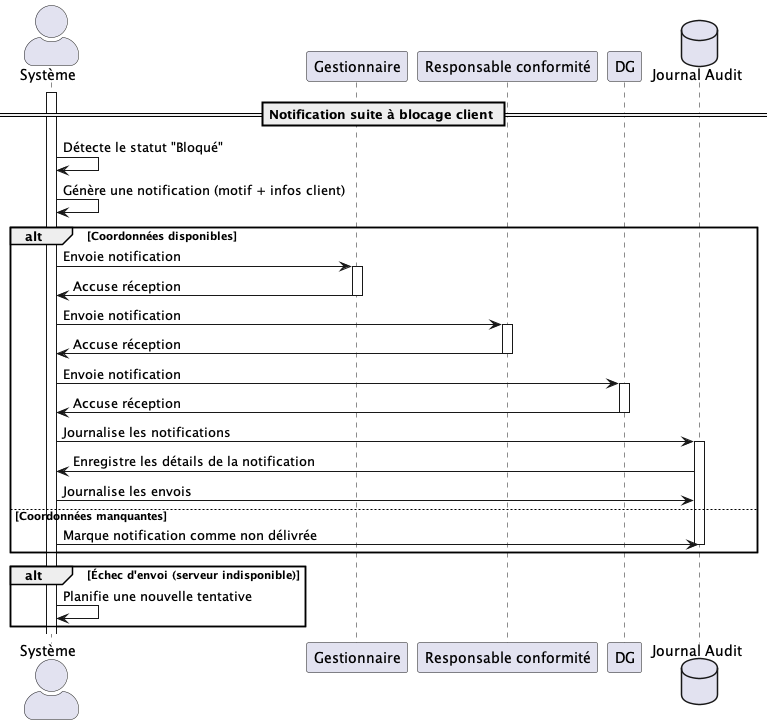 Système
Gestionnaire
Responsable conformité
DG
Journal Audit
Notification suite à blocage client
Détecte le statut "Bloqué"
Génère une notification (motif + infos client)
alt
[Coordonnées disponibles]
Envoie notification
Accuse réception
Envoie notification
Accuse réception
Envoie notification
Accuse réception
Journalise les notifications
Enregistre les détails de la notification
Journalise les envois
[Coordonnées manquantes]
Marque notification comme non délivrée
alt
[Échec d'envoi (serveur indisponible)]
Planifie une nouvelle tentative
Système
Gestionnaire
Responsable conformité
DG
Journal Audit